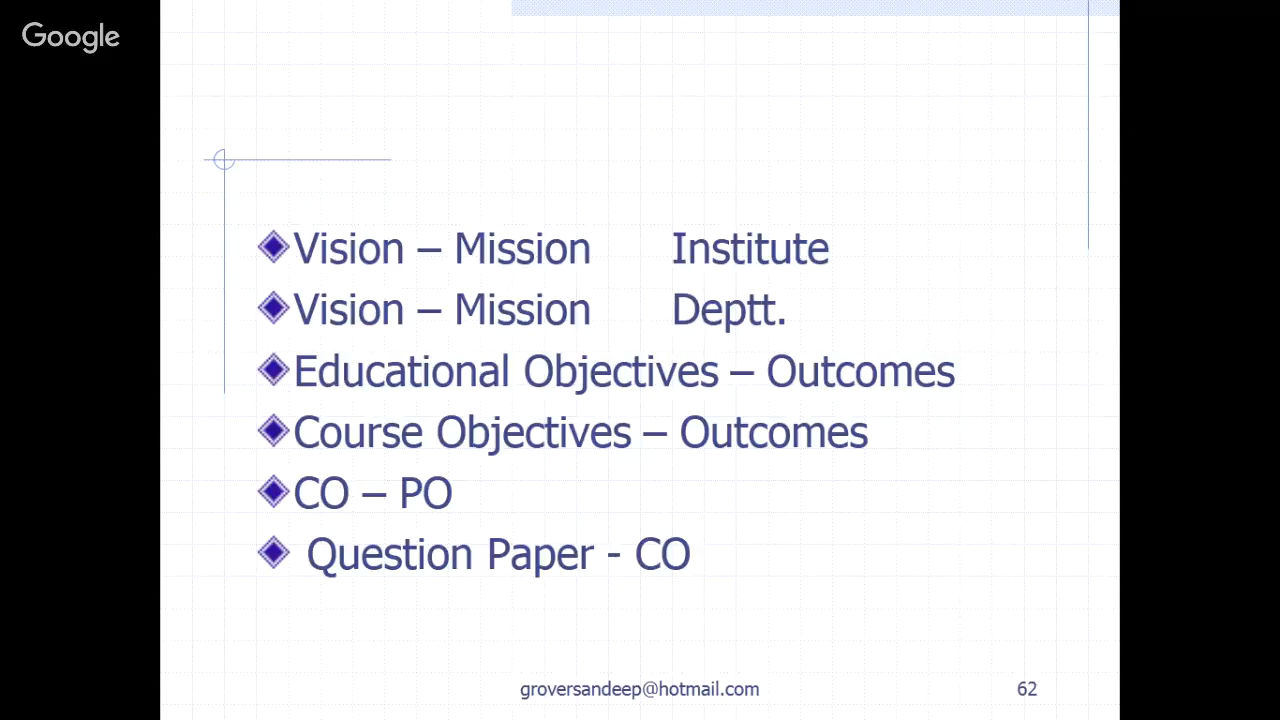 Google
Vision – Mission Institute
Vision – Mission Deptt.
Educational Objectives – Outcomes
Course Objectives – Outcomes
CO – PO
Question Paper - CO
groversandeep@hotmail.com 62